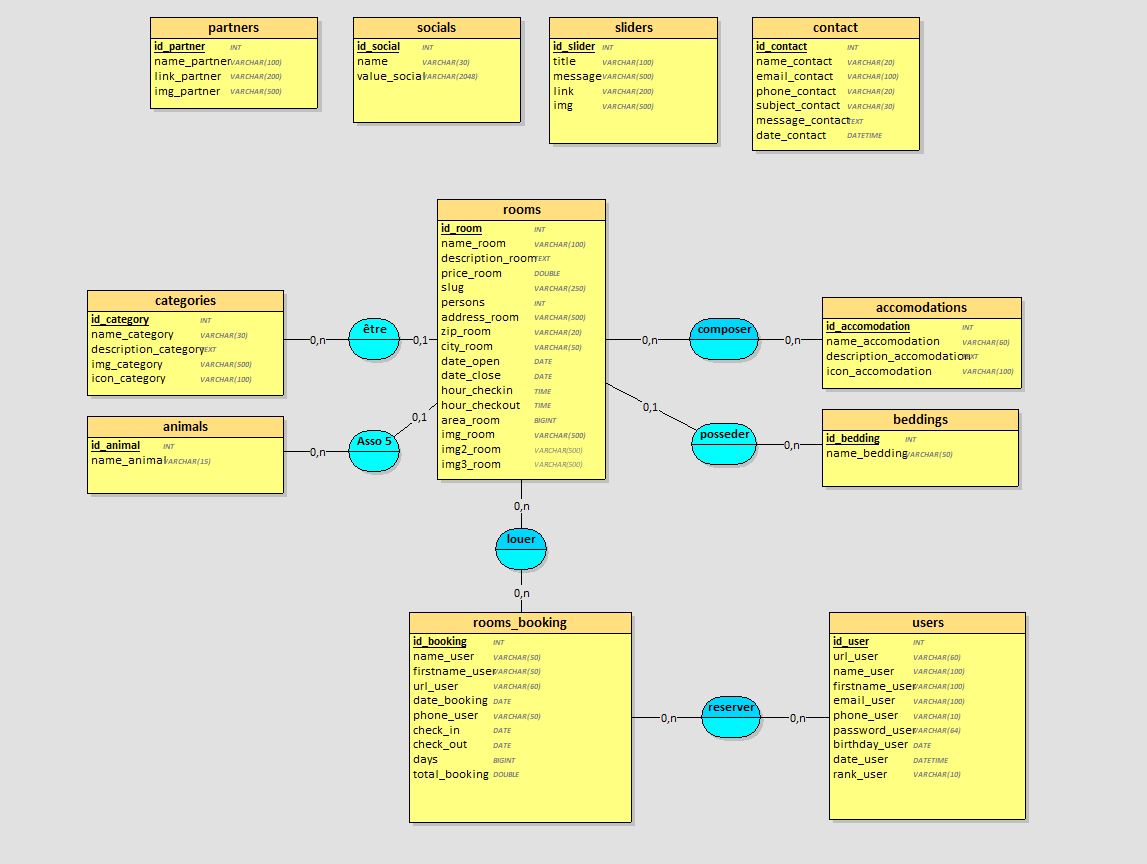 partners
id_partner INT
name_partner VARCHAR(100)
link_partner VARCHAR(200)
img_partner VARCHAR(500)
socials
id_social INT
name VARCHAR(30)
value_social VARCHAR(2048)
sliders
id_slider INT
title VARCHAR(100)
message VARCHAR(500)
link VARCHAR(200)
img VARCHAR(500)
contact
id_contact INT
name_contact VARCHAR(20)
email_contact VARCHAR(100)
phone_contact VARCHAR(20)
subject_contact VARCHAR(30)
message_contact TEXT
date_contact DATETIME
rooms
id_room INT
name_room VARCHAR(100)
description_room TEXT
price_room DOUBLE
slug VARCHAR(250)
persons INT
address_room VARCHAR(500)
zip_room VARCHAR(20)
city_room VARCHAR(50)
date_open DATE
date_close DATE
hour_checkin TIME
hour_checkout TIME
area_room BIGINT
img_room VARCHAR(500)
img2_room VARCHAR(500)
img3_room VARCHAR(500)
categories
id_category INT
name_category VARCHAR(30)
description_category TEXT
img_category VARCHAR(500)
icon_category VARCHAR(100)
0,n
être
0,1
animals
id_animal INT
name_animal VARCHAR(15)
0,n
Asso 5
0,1
0,n
composer
0,n
accomodations
id_accomodation INT
name_accomodation VARCHAR(60)
description_accomodation TEXT
icon_accomodation VARCHAR(100)
0,1
posseder
0,n
beddings
id_bedding INT
name_bedding VARCHAR(50)
0,n
louer
0,n
rooms_booking
id_booking INT
name_user VARCHAR(50)
firstname_user VARCHAR(50)
url_user VARCHAR(60)
date_booking DATE
phone_user VARCHAR(50)
check_in DATE
check_out DATE
days BIGINT
total_booking DOUBLE
0,n
reserver
0,n
users
id_user INT
url_user VARCHAR(60)
name_user VARCHAR(100)
firstname_user VARCHAR(100)
email_user VARCHAR(100)
phone_user VARCHAR(10)
password_user VARCHAR(64)
birthday_user DATE
date_user DATETIME
rank_user VARCHAR(10)